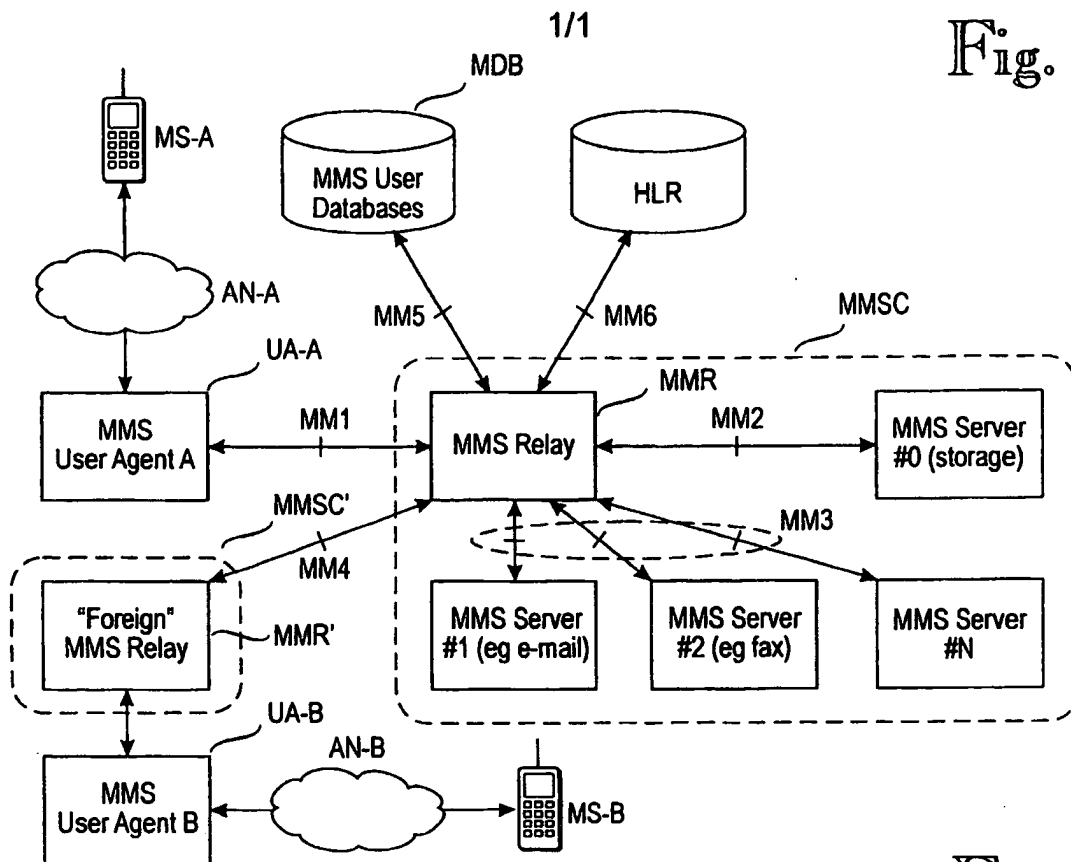 1/1
Fig.
MDB
MS-A
MMS User
Databases
HLR
AN-A
MM5
MM6
MMSC
UA-A
MMR
MMS
User Agent A
MM1
MMS Relay
MM2
MMS Server
#0 (storage)
MMSC'
MM4
MM3
"Foreign"
MMS Relay
MMR'
MMS Server
#1 (eg e-mail)
MMS Server
#2 (eg fax)
MMS Server
#N
UA-B
AN-B
MMS
User Agent B
MS-B